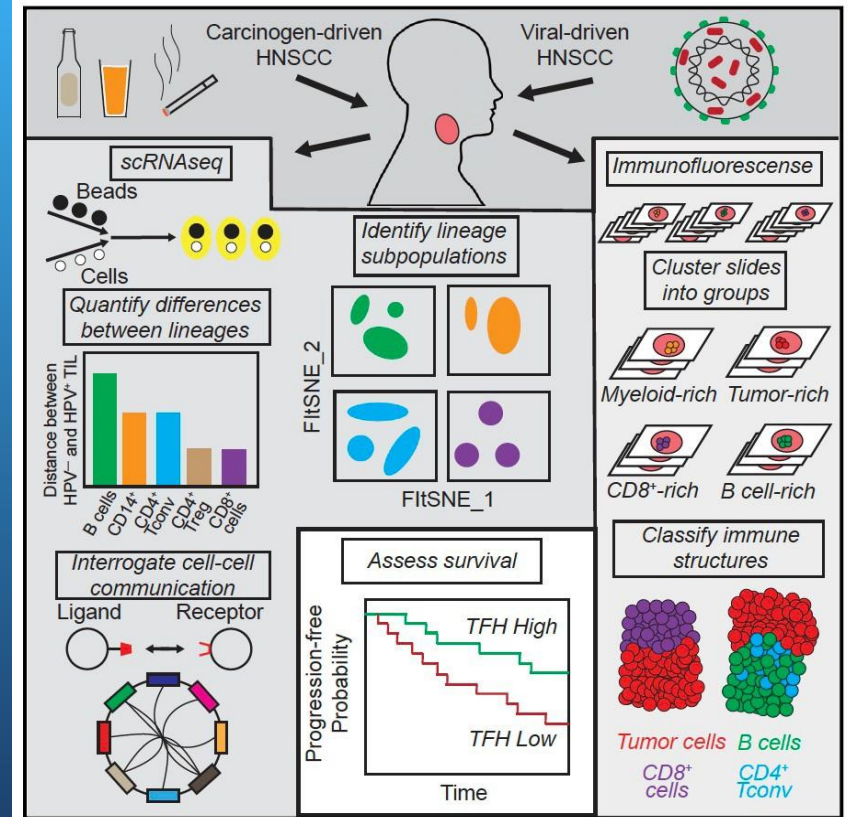 Carcinogen-driven
HNSCC
Viral-driven
HNSCC
scRNAseq
Beads
Cells
Quantify differences
between lineages
Distance between
HPV– and HPV+ TIL
B cells
CD14+
CD4+
Tconv
CD4+
Treg
CD8+
cells
Interrogate cell-cell
communication
Ligand
Receptor
Identify lineage
subpopulations
FItSNE_2
FItSNE_1
Assess survival
TFH High
TFH Low
Progression-free
Probability
Time
Immunofluorescense
Cluster slides
into groups
Myeloid-rich
Tumor-rich
CD8+-rich
B cell-rich
Classify immune
structures
Tumor cells
B cells
CD8+
cells
CD4+
Tconv